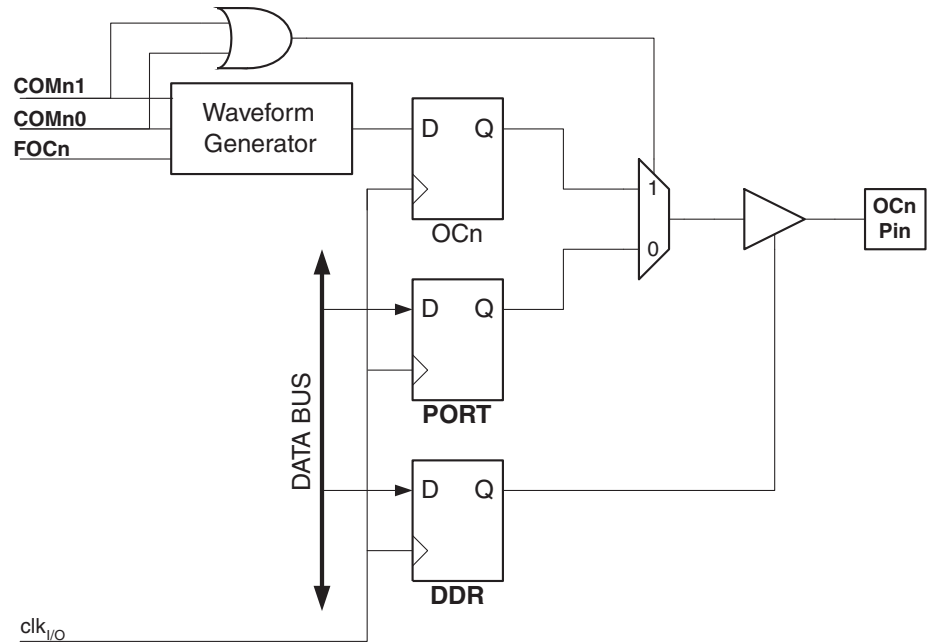 COMn1
COMn0
FOCn
Waveform
Generator
D Q
OCn
1
0
OCn
Pin
D Q
PORT
DATA BUS
D Q
DDR
clkI/O